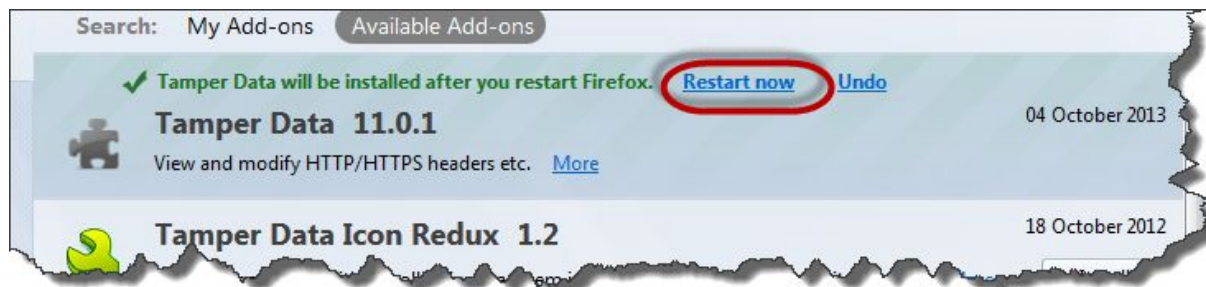 Search: My Add-ons Available Add-ons
Tamper Data will be installed after you restart Firefox. Restart now Undo
Tamper Data 11.0.1 04 October 2013
View and modify HTTP/HTTPS headers etc. More
Tamper Data Icon Redux 1.2 18 October 2012